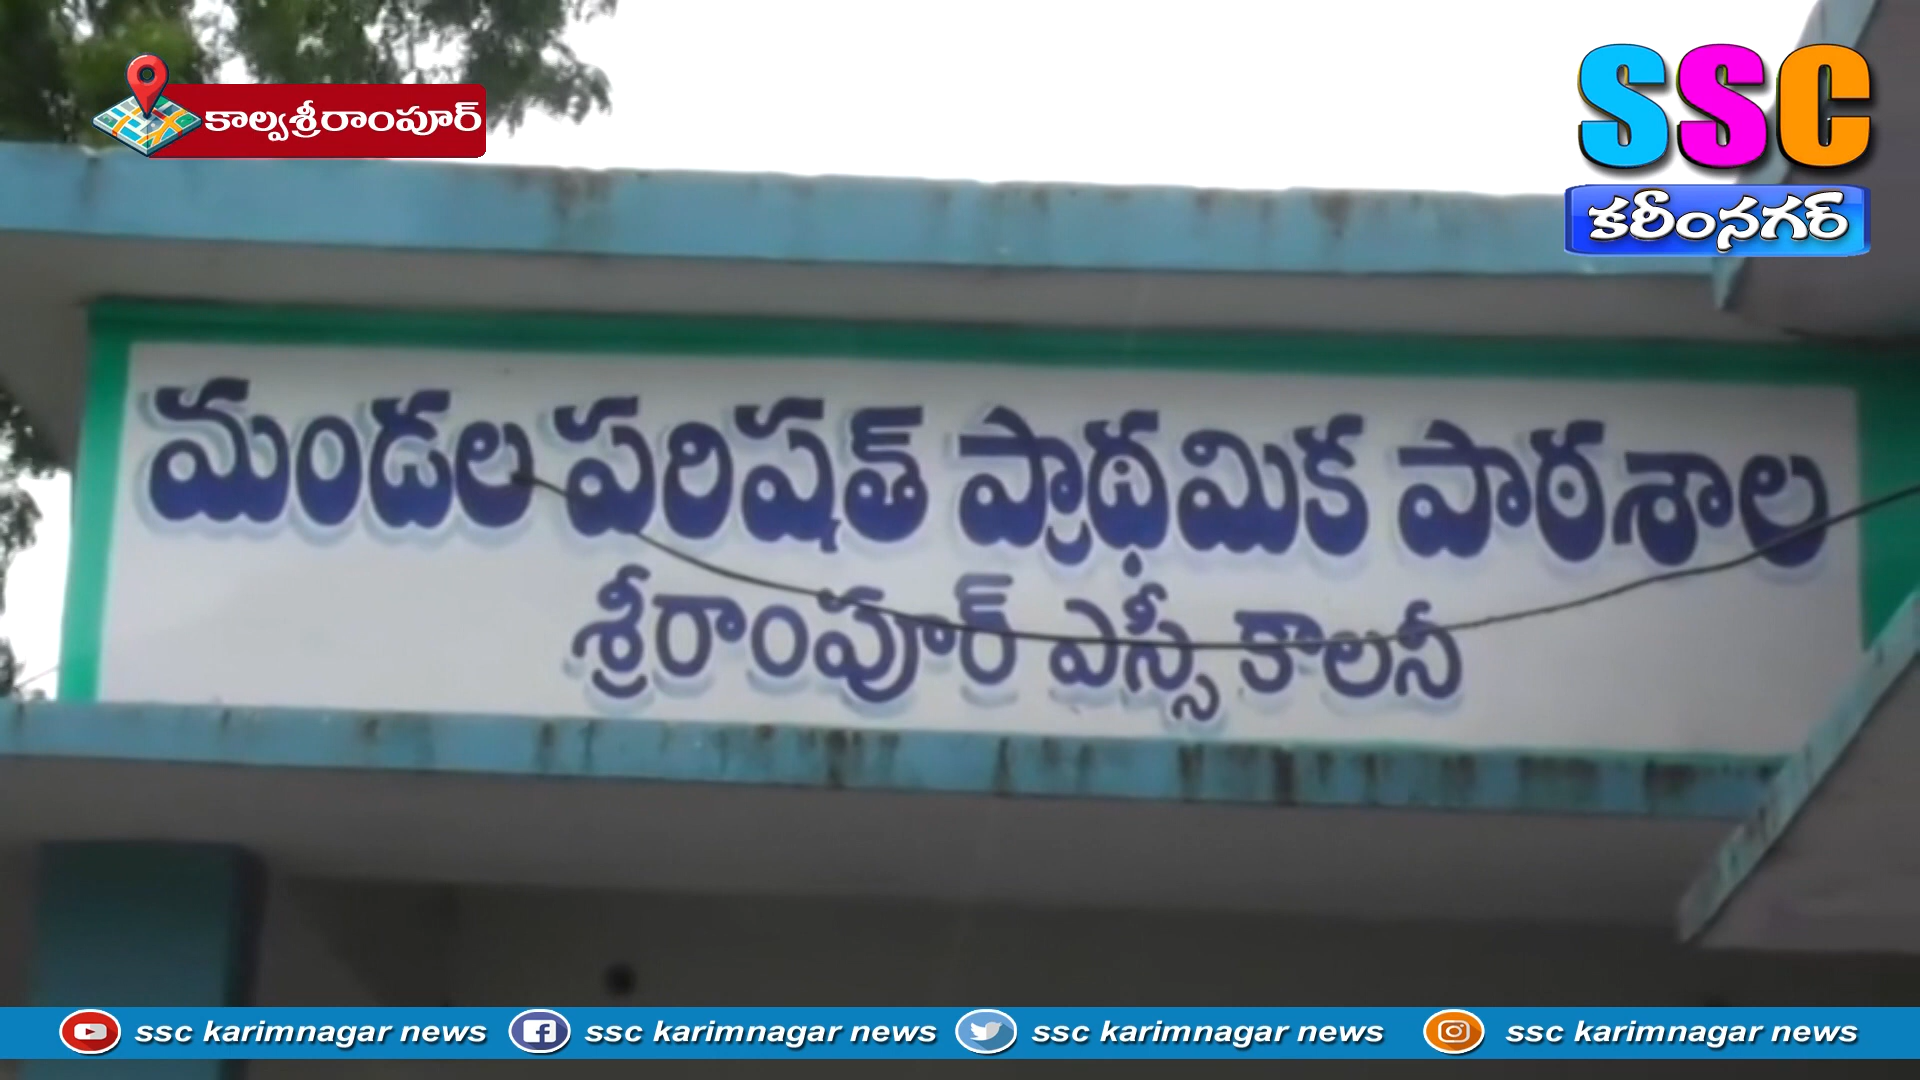 కాల్వశ్రీరాంపూర్
SSC
కరీంనగర్
మండల పరిషత్ ప్రాథమిక పాఠశాల
శ్రీరాంపూర్ ఎస్సీ కాలనీ
ssc karimnagar news ssc karimnagar news ssc karimnagar news ssc karimnagar news